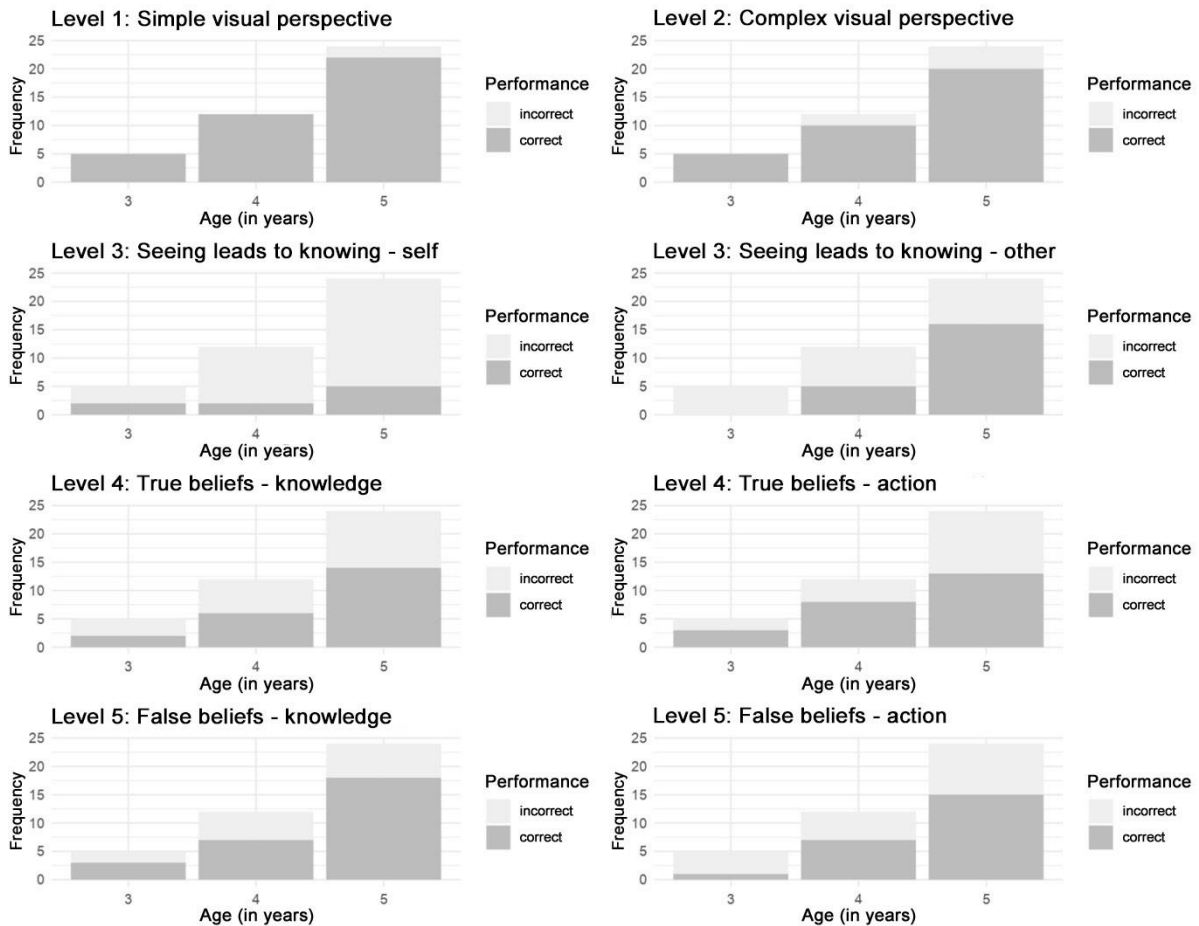 Level 1: Simple visual perspective
25
20
15
10
5
0
Frequency
3 4 5
Age (in years)
Performance
incorrect
correct
Level 2: Complex visual perspective
25
20
15
10
5
0
Frequency
3 4 5
Age (in years)
Performance
incorrect
correct
Level 3: Seeing leads to knowing - self
25
20
15
10
5
0
Frequency
3 4 5
Age (in years)
Performance
incorrect
correct
Level 3: Seeing leads to knowing - other
25
20
15
10
5
0
Frequency
3 4 5
Age (in years)
Performance
incorrect
correct
Level 4: True beliefs - knowledge
25
20
15
10
5
0
Frequency
3 4 5
Age (in years)
Performance
incorrect
correct
Level 4: True beliefs - action
25
20
15
10
5
0
Frequency
3 4 5
Age (in years)
Performance
incorrect
correct
Level 5: False beliefs - knowledge
25
20
15
10
5
0
Frequency
3 4 5
Age (in years)
Performance
incorrect
correct
Level 5: False beliefs - action
25
20
15
10
5
0
Frequency
3 4 5
Age (in years)
Performance
incorrect
correct